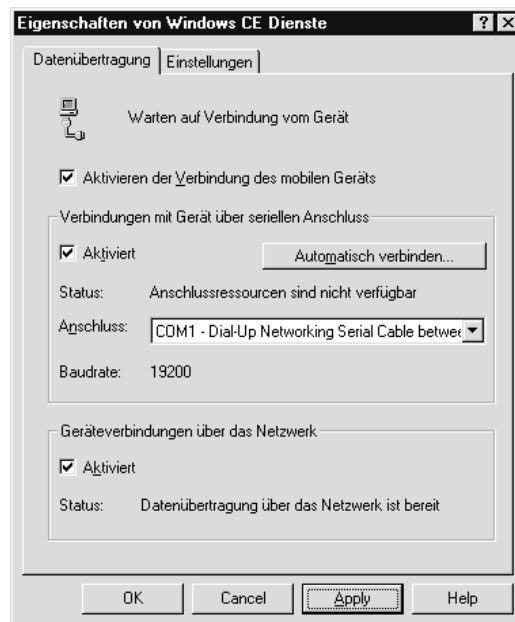 Eigenschaften von Windows CE Dienste
Datenübertragung Einstellungen
Warten auf Verbindung vom Gerät
Aktivieren der Verbindung des mobilen Geräts
Verbindungen mit Gerät über seriellen Anschluss
Aktiviert Automatisch verbinden...
Status: Anschlussressourcen sind nicht verfügbar
Anschluss: COM1 - Dial-Up Networking Serial Cable betwee
Baudrate: 19200
Geräteverbindungen über das Netzwerk
Aktiviert
Status: Datenübertragung über das Netzwerk ist bereit
OK Cancel Apply Help